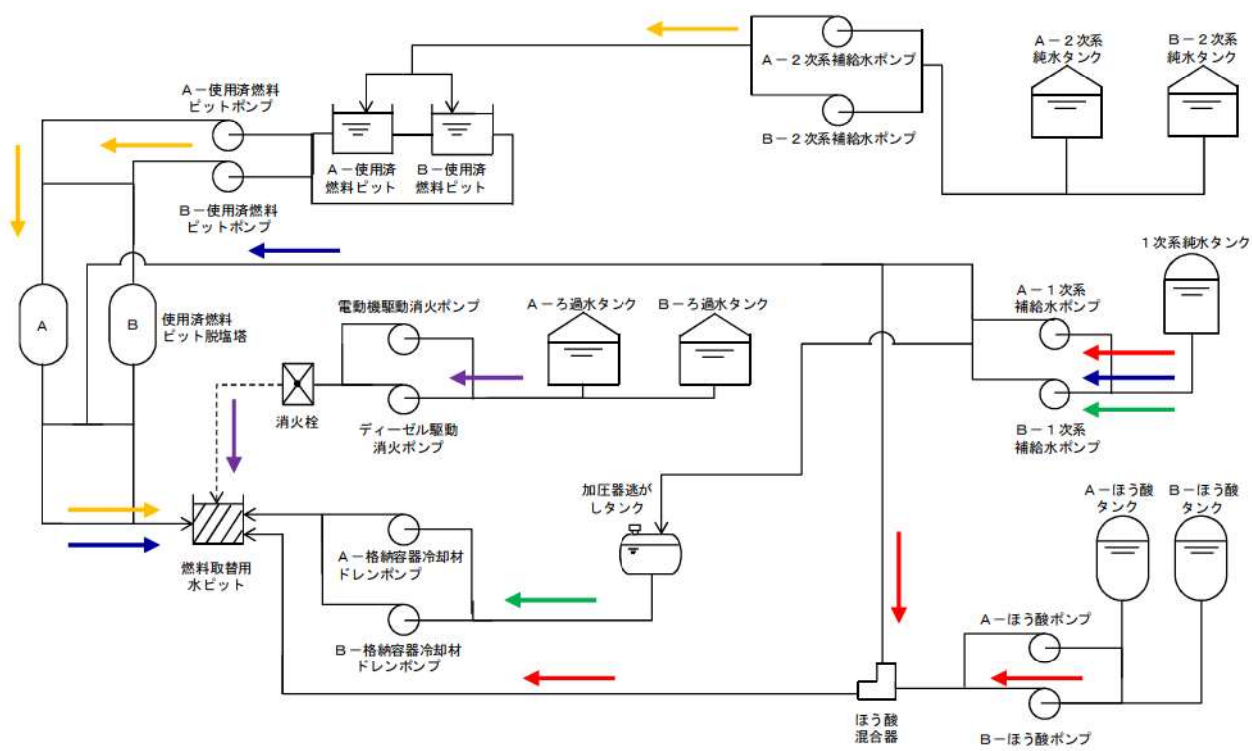 A-2次系
純水タンク
B-2次系
純水タンク
A-2次系補給水ポンプ
B-2次系補給水ポンプ
A-使用済燃料
ピットポンプ
A-使用済
燃料ピット
B-使用済
燃料ピット
B-使用済燃料
ピットポンプ
1次系純水タンク
A-1次系
補給水ポンプ
B-1次系
補給水ポンプ
A
B
使用済燃料
ピット脱塩塔
電動機駆動消火ポンプ
A-ろ過水タンク
B-ろ過水タンク
消火栓
ディーゼル駆動
消火ポンプ
加圧器逃が
しタンク
A-ほう酸
タンク
B-ほう酸
タンク
燃料取替用
水ピット
A-格納容器冷却材
ドレンポンプ
B-格納容器冷却材
ドレンポンプ
A-ほう酸ポンプ
ほう酸
混合器
B-ほう酸ポンプ